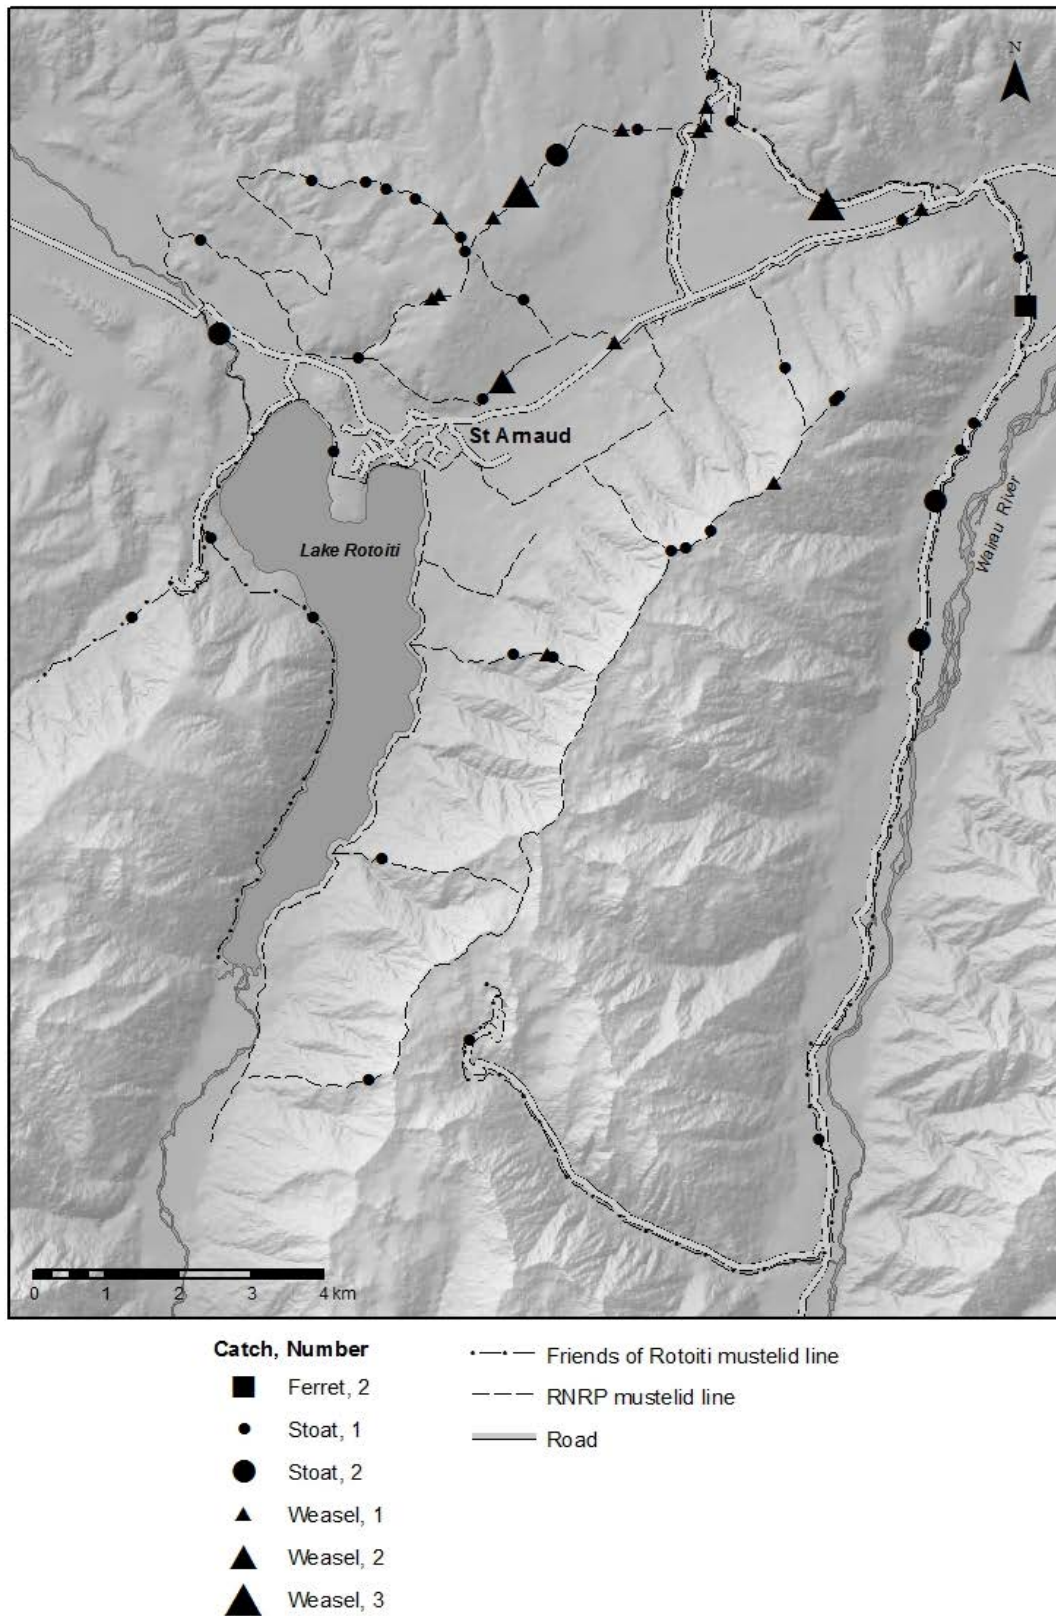 N
St Arnaud
Lake Rotoiti
Wairau River
0 1 2 3 4 km
Catch, Number
Ferret, 2
Stoat, 1
Stoat, 2
Weasel, 1
Weasel, 2
Weasel, 3
Friends of Rotoiti mustelid line
RNRP mustelid line
Road